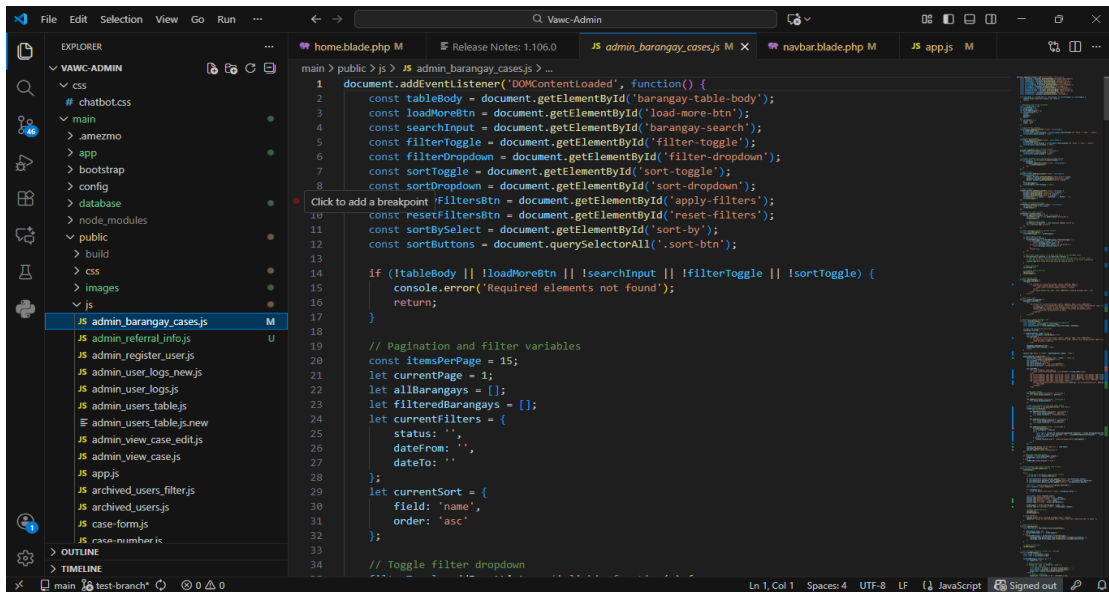 File Edit Selection View Go Run ... Vawc-Admin
EXPLORER ...
VAWC-ADMIN
css
# chatbot.css
main
.amezmo
app
bootstrap
config
database
node_modules
public
build
css
images
js
JS admin_barangay_cases.js M
JS admin_referral_info.js U
JS admin_register_user.js
JS admin_user_logs_new.js
JS admin_user_logs.js
JS admin_users_table.js
admin_users_table.js.new
JS admin_view_case_edit.js
JS admin_view_case.js
JS app.js
JS archived_users_filter.js
JS archived_users.js
JS case-form.js
JS case-number.js
OUTLINE
TIMELINE
46
1
home.blade.php M Release Notes: 1.106.0 JS admin_barangay_cases.js M navbar.blade.php M JS app.js M
main > public > js > JS admin_barangay_cases.js > ...
1 document.addEventListener('DOMContentLoaded', function() {
2 const tableBody = document.getElementById('barangay-table-body');
3 const loadMoreBtn = document.getElementById('load-more-btn');
4 const searchInput = document.getElementById('barangay-search');
5 const filterToggle = document.getElementById('filter-toggle');
6 const filterDropdown = document.getElementById('filter-dropdown');
7 const sortToggle = document.getElementById('sort-toggle');
8 const sortDropdown = document.getElementById('sort-dropdown');
Click to add a breakpoint FiltersBtn = document.getElementById('apply-filters');
10 const resetFiltersBtn = document.getElementById('reset-filters');
11 const sortBySelect = document.getElementById('sort-by');
12 const sortButtons = document.querySelectorAll('.sort-btn');
13
14 if (!tableBody || !loadMoreBtn || !searchInput || !filterToggle || !sortToggle) {
15 console.error('Required elements not found');
16 return;
17 }
18
19 // Pagination and filter variables
20 const itemsPerPage = 15;
21 let currentPage = 1;
22 let allBarangays = [];
23 let filteredBarangays = [];
24 let currentFilters = {
25 status: '',
26 dateFrom: '',
27 dateTo: ''
28 };
29 let currentSort = {
30 field: 'name',
31 order: 'asc'
32 };
33
34 // Toggle filter dropdown
main test-branch* 0 0 Ln 1, Col 1 Spaces: 4 UTF-8 LF {} JavaScript Signed out